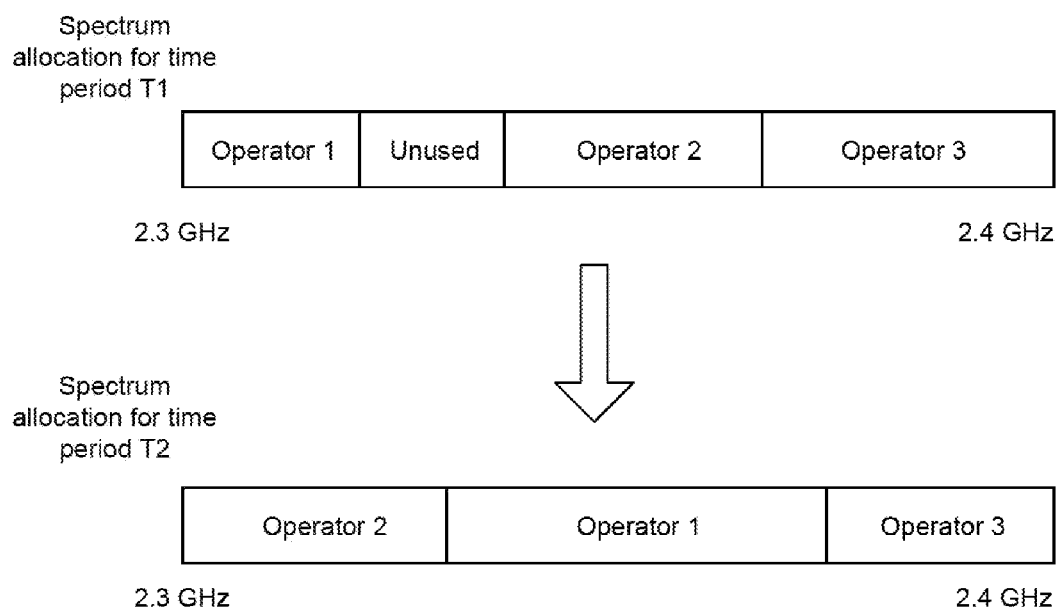 Spectrum
allocation for time
period T1
Operator 1 Unused Operator 2 Operator 3
2.3 GHz 2.4 GHz
Spectrum
allocation for time
period T2
Operator 2 Operator 1 Operator 3
2.3 GHz 2.4 GHz